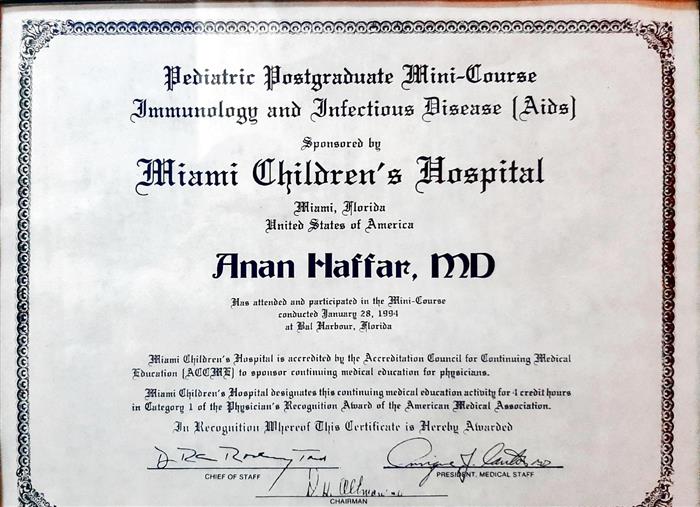 Pediatric Postgraduate Mini-Course
Immunology and Infectious Disease (Aids)
Sponsored by
Miami Children's Hospital
Miami, Florida
United States of America
Anan Haffar, MD
Has attended and participated in the Mini-Course
conducted January 28, 1994
at Bal Harbour, Florida
Miami Children's Hospital is accredited by the Accreditation Council for Continuing Medical
Education (ACCME) to sponsor continuing medical education for physicians.
Miami Children's Hospital designates this continuing medical education activity for 4 credit hours
in Category 1 of the Physician's Recognition Award of the American Medical Association.
In Recognition Whereof This Certificate is Hereby Awarded
CHIEF OF STAFF
PRESIDENT, MEDICAL STAFF
CHAIRMAN